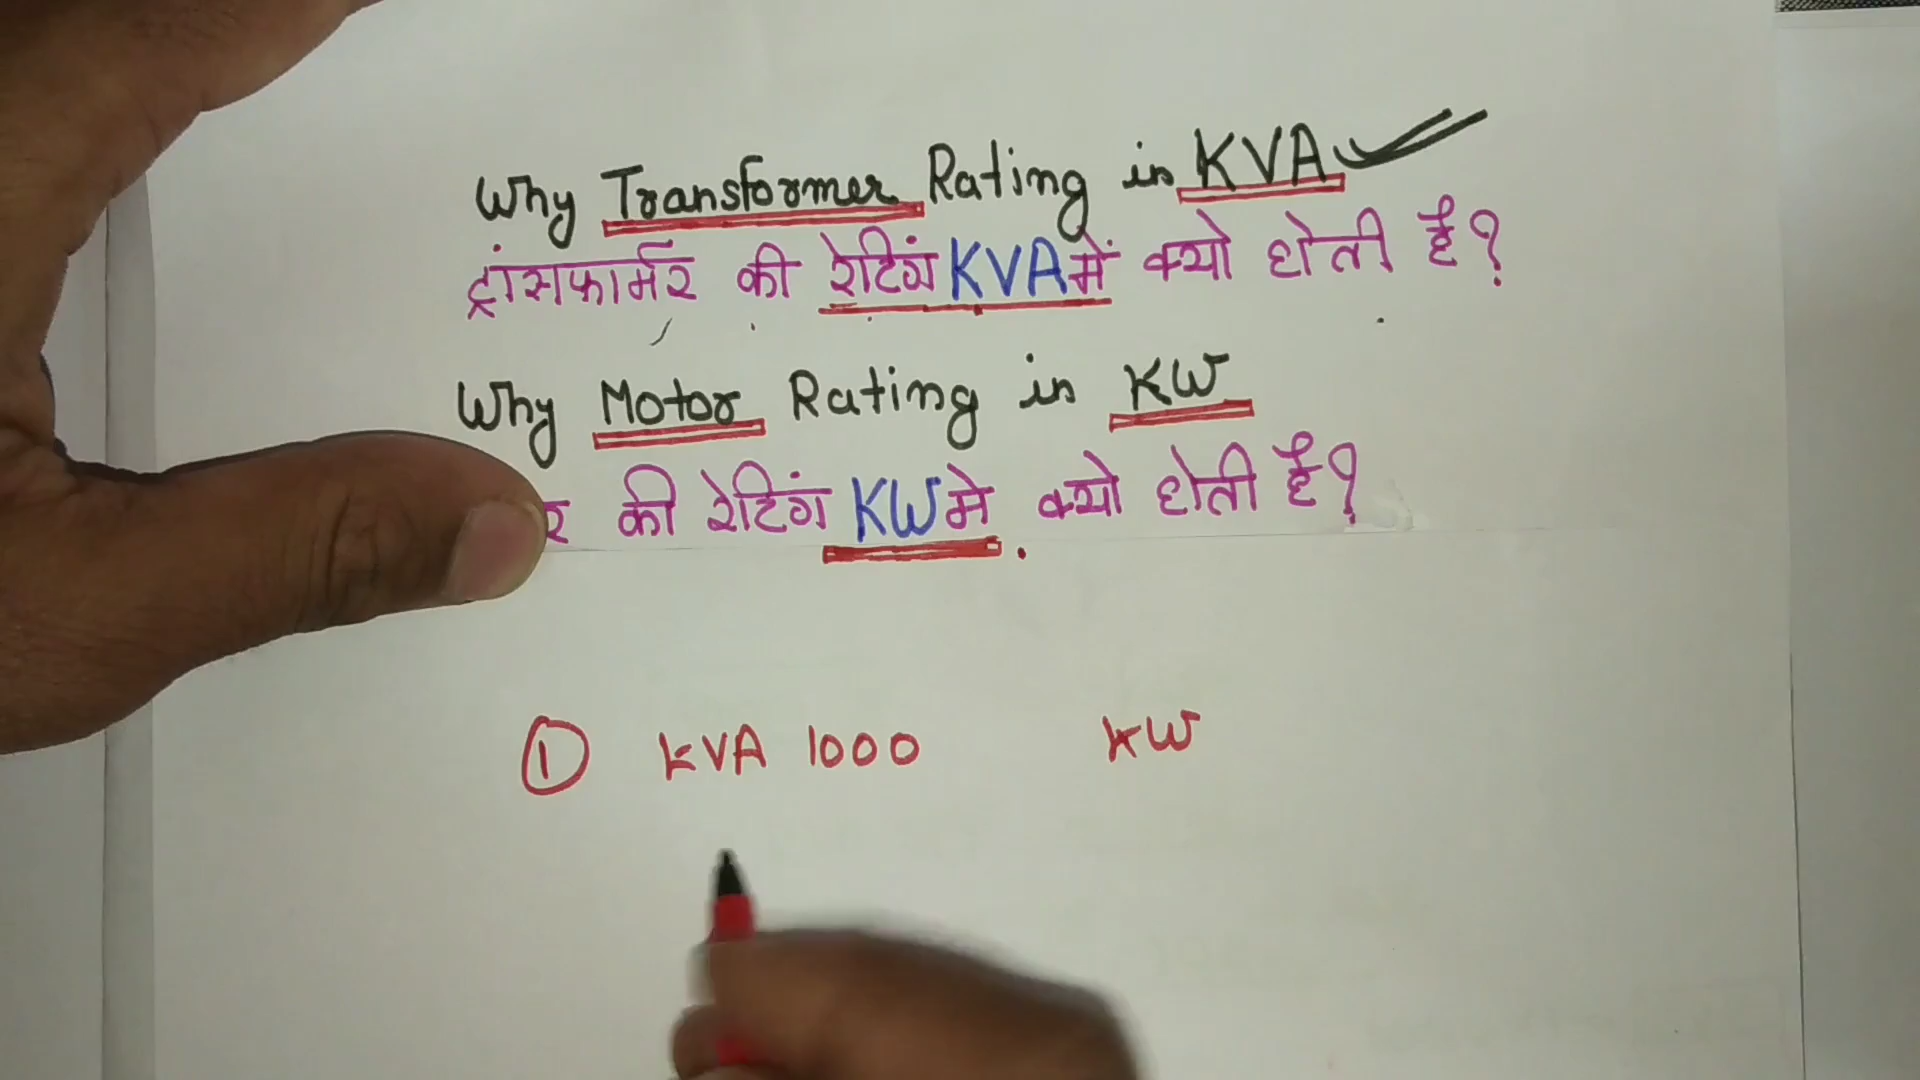 Why Transformer Rating in KVA
ट्रांसफार्मर की रेटिंग KVA में क्यो होती है?
Why Motor Rating in KW
र की रेटिंग KW मे क्यो होती है?
① KVA 1000 KW